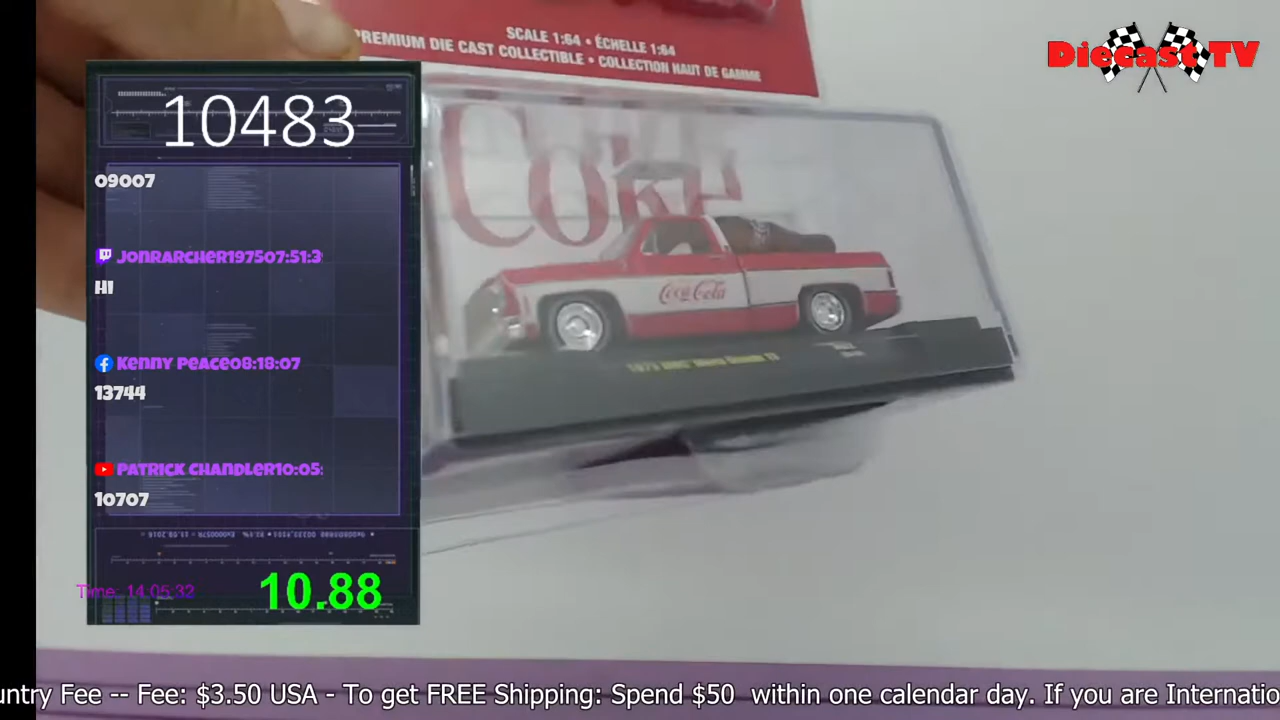 SCALE 1:64 • ÉCHELLE 1:64
PREMIUM DIE CAST COLLECTIBLE • COLLECTION HAUT DE GAMME
Diecast TV
10483
09007
JONRARCHER197507:51:3
HI
Kenny Peace08:18:07
13744
Patrick Chandler10:05:
10707
Time: 14:05:32
10.88
Coke
Coca-Cola
untry Fee -- Fee: $3.50 USA - To get FREE Shipping: Spend $50 within one calendar day. If you are Internatio